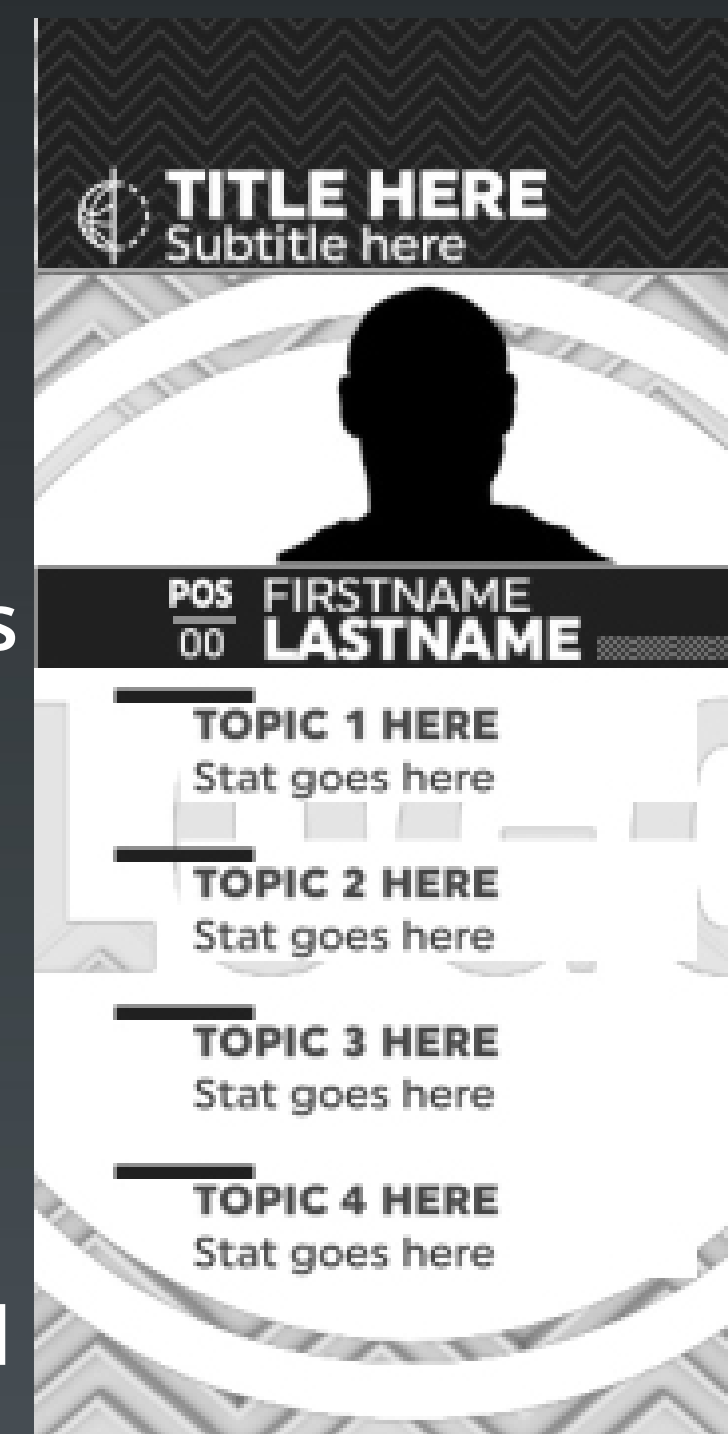 TITLE HERE
Subtitle here
POS
00
FIRSTNAME
LASTNAME
TOPIC 1 HERE
Stat goes here
TOPIC 2 HERE
Stat goes here
TOPIC 3 HERE
Stat goes here
TOPIC 4 HERE
Stat goes here